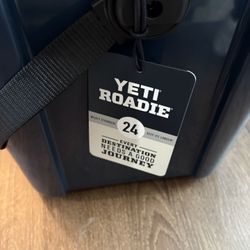 YETI
ROADIE
24
EVERY
DESTINATION
NEEDS A GOOD
JOURNEY